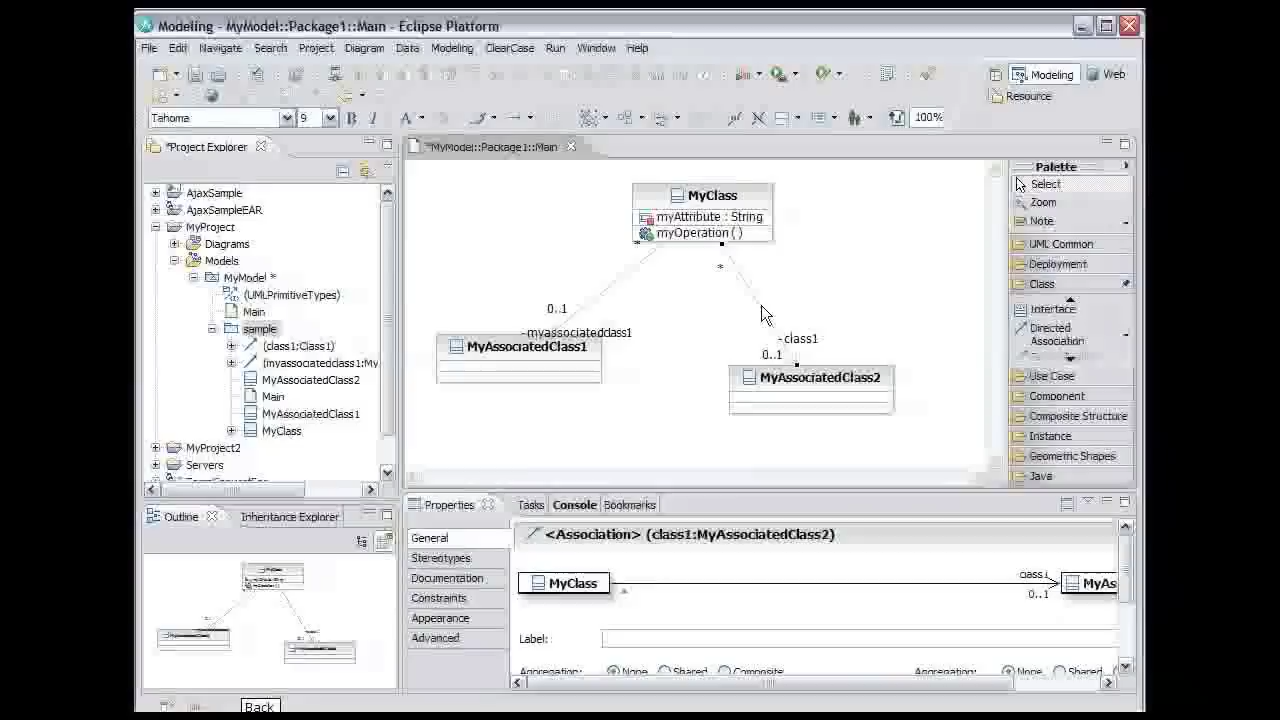 Modeling - MyModel::Package1::Main - Eclipse Platform
File Edit Navigate Search Project Diagram Data Modeling ClearCase Run Window Help
Modeling Web
Resource
Tahoma 9 B I A 100%
*Project Explorer
AjaxSample
AjaxSampleEAR
MyProject
Diagrams
Models
MyModel *
(UMLPrimitiveTypes)
Main
sample
(class1:Class1)
(myassociatedclass1:My
MyAssociatedClass2
Main
MyAssociatedClass1
MyClass
MyProject2
Servers
*MyModel::Package1::Main
MyClass
myAttribute : String
myOperation ( )
*
*
0..1
-myassociatedclass1
MyAssociatedClass1
-class1
0..1
MyAssociatedClass2
Palette
Select
Zoom
Note
UML Common
Deployment
Class
Interface
Directed
Association
Use Case
Component
Composite Structure
Instance
Geometric Shapes
Java
Outline Inheritance Explorer
Properties Tasks Console Bookmarks
General
Stereotypes
Documentation
Constraints
Appearance
Advanced
<Association> (class1:MyAssociatedClass2)
MyClass
class1
0..1
MyAs
Label:
Aggregation: None Shared Composite Aggregation: None Shared
Back